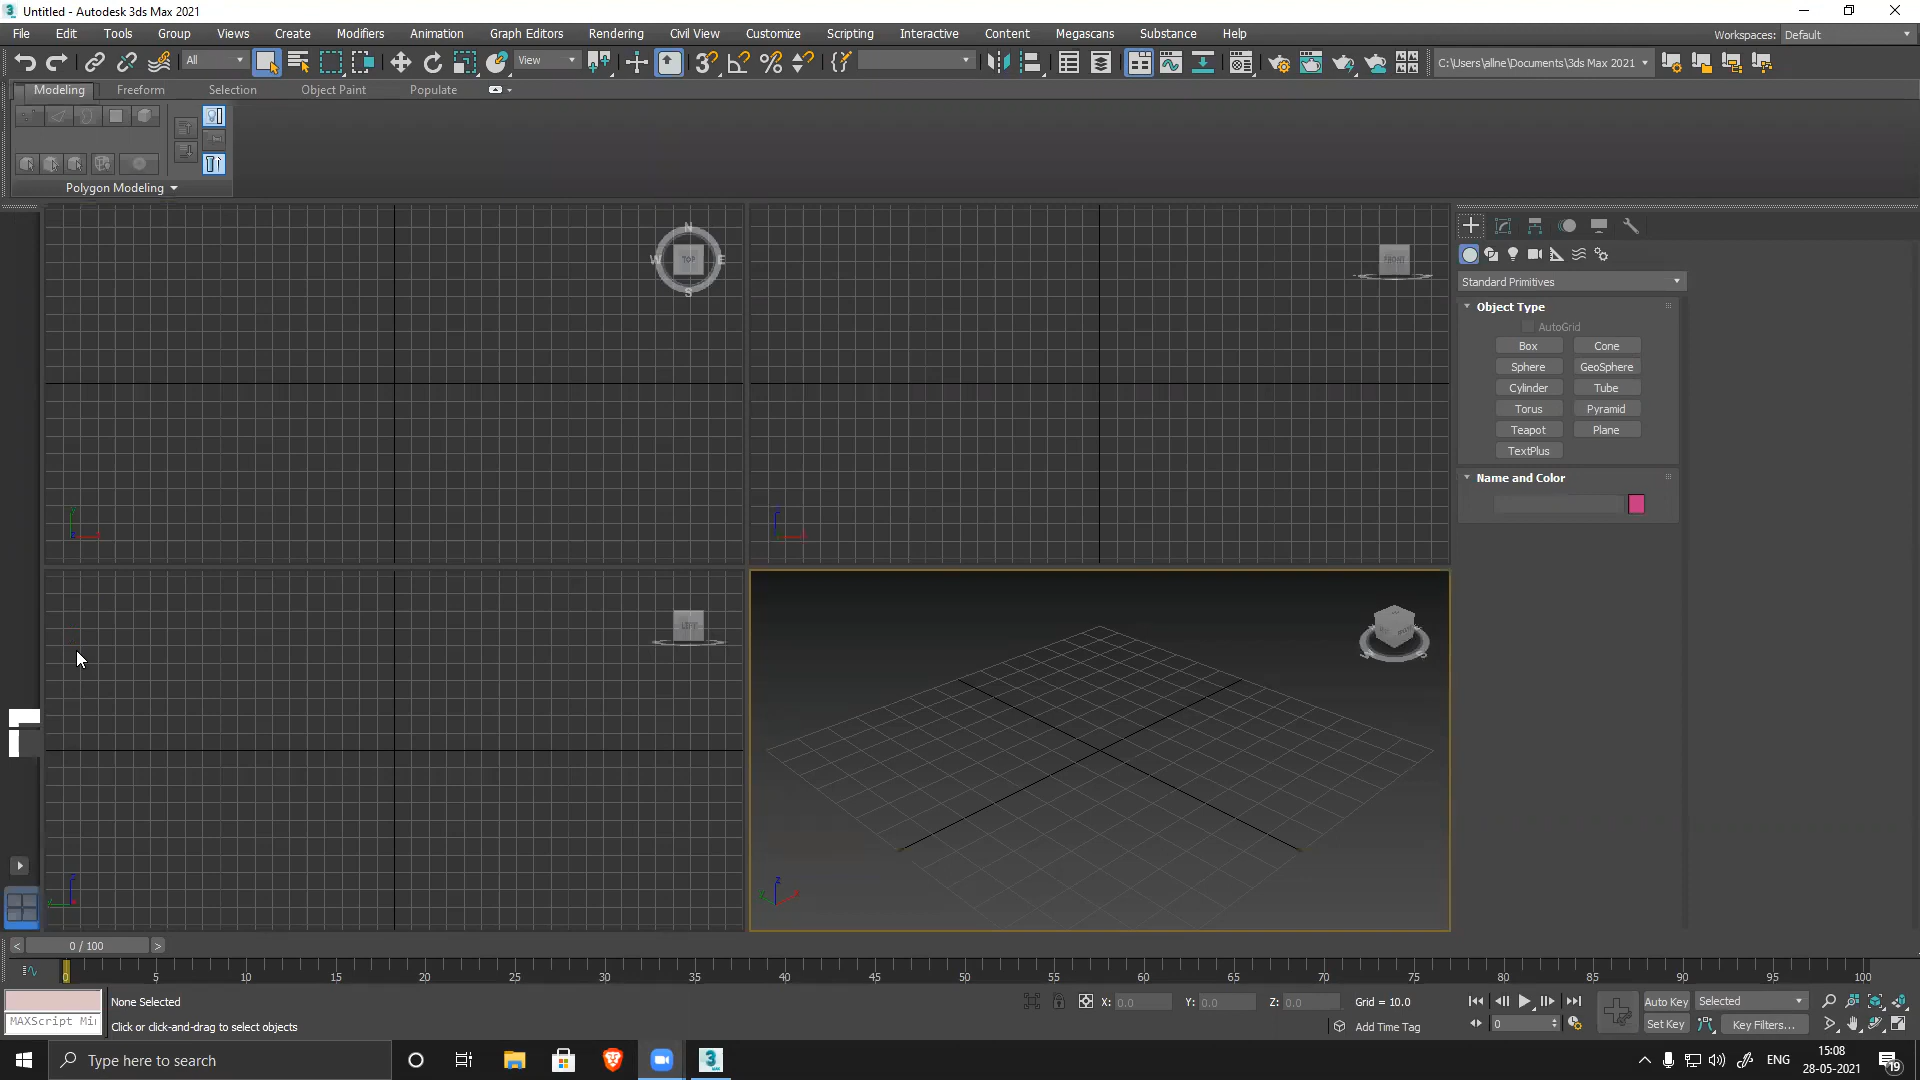 Untitled - Autodesk 3ds Max 2021
File Edit Tools Group Views Create Modifiers Animation Graph Editors Rendering Civil View Customize Scripting Interactive Content Megascans Substance Help Workspaces: Default
All View C:\Users\allne\Documents\3ds Max 2021
Modeling Freeform Selection Object Paint Populate
Polygon Modeling
N
W TOP E
S
FRONT
Standard Primitives
Object Type
AutoGrid
Box Cone
Sphere GeoSphere
Cylinder Tube
Torus Pyramid
Teapot Plane
TextPlus
Name and Color
LEFT
0 / 100
0 5 10 15 20 25 30 35 40 45 50 55 60 65 70 75 80 85 90 95 100
None Selected X: 0.0 Y: 0.0 Z: 0.0 Grid = 10.0 Auto Key Selected
MAXScript Mi Click or click-and-drag to select objects Add Time Tag 0 Set Key Key Filters...
Type here to search ENG 15:08
28-05-2021 19